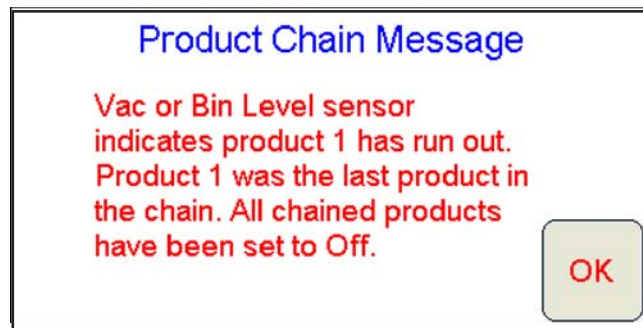 Product Chain Message
Vac or Bin Level sensor
indicates product 1 has run out.
Product 1 was the last product in
the chain. All chained products
have been set to Off.
OK